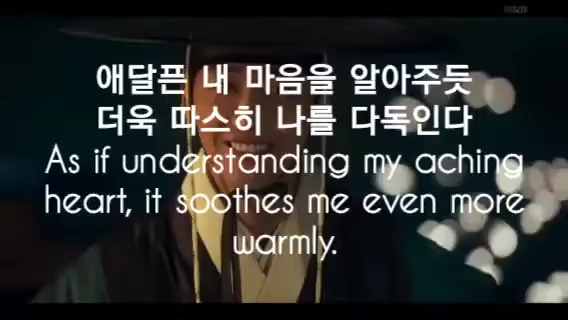 애달픈 내 마음을 알아주듯
더욱 따스히 나를 다독인다
As if understanding my aching
heart, it soothes me even more
warmly.